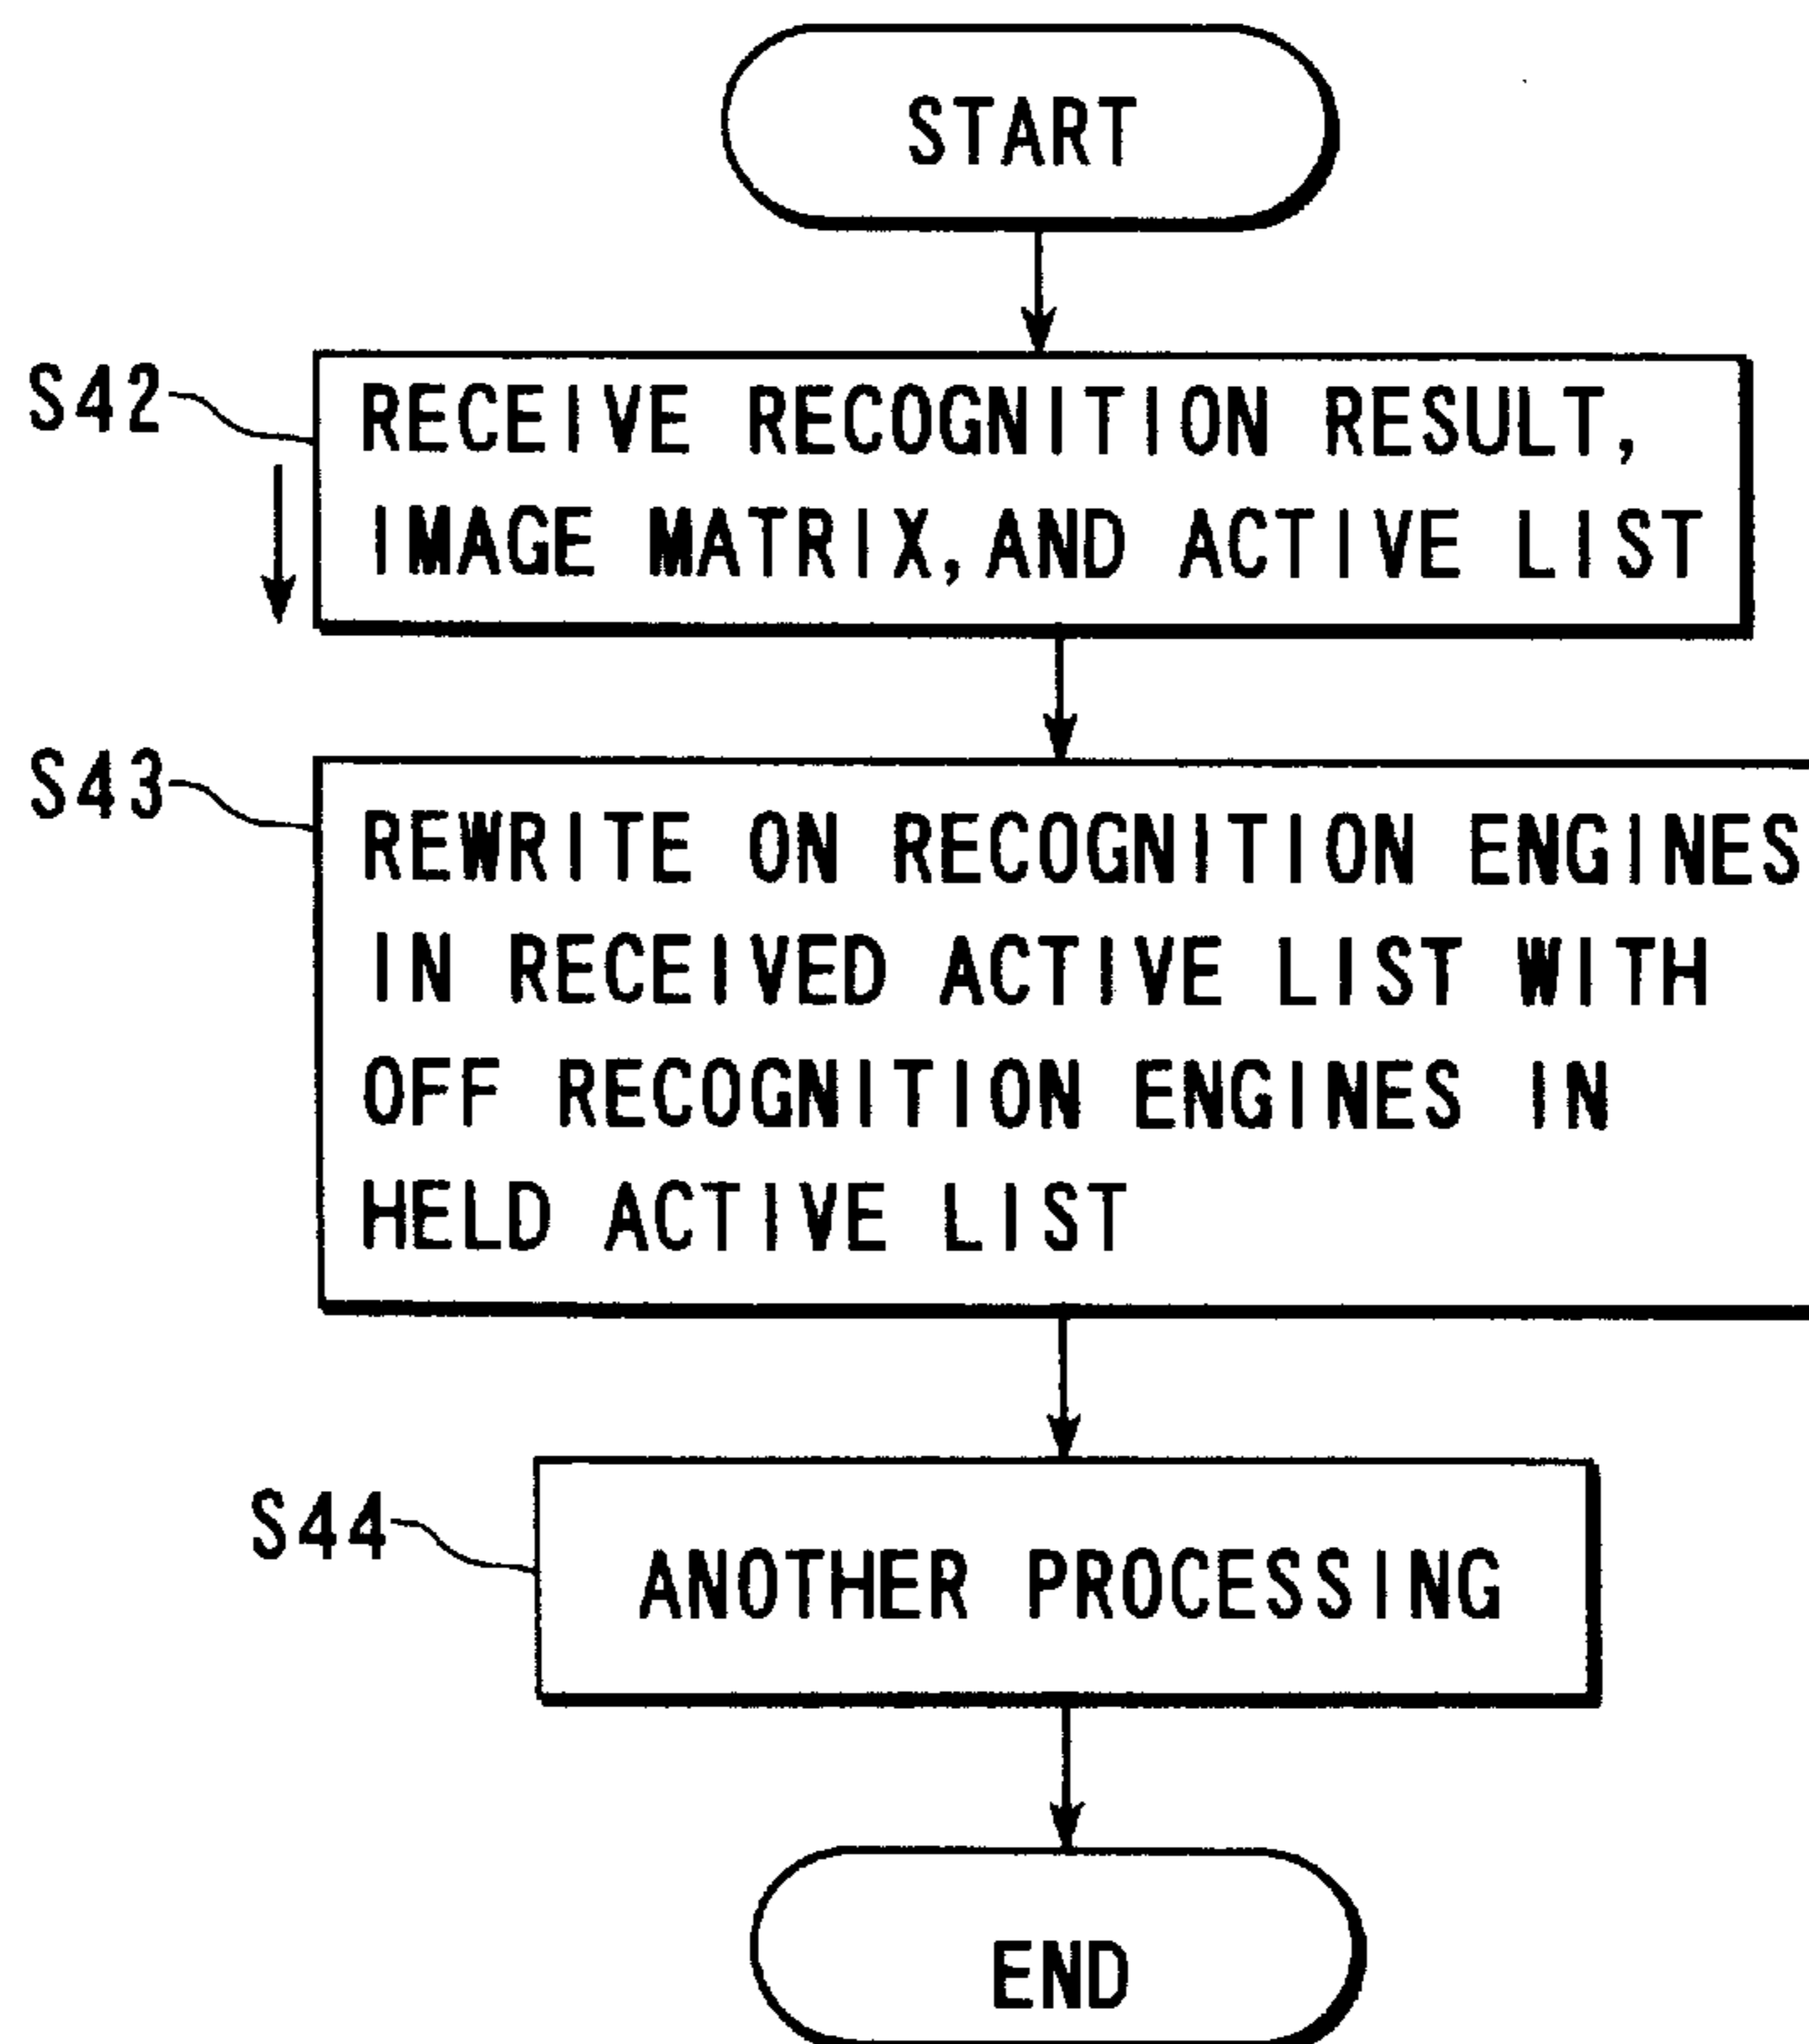 START
S42
RECEIVE RECOGNITION RESULT,
IMAGE MATRIX, AND ACTIVE LIST
S43
REWRITE ON RECOGNITION ENGINES
IN RECEIVED ACTIVE LIST WITH
OFF RECOGNITION ENGINES IN
HELD ACTIVE LIST
S44
ANOTHER PROCESSING
END